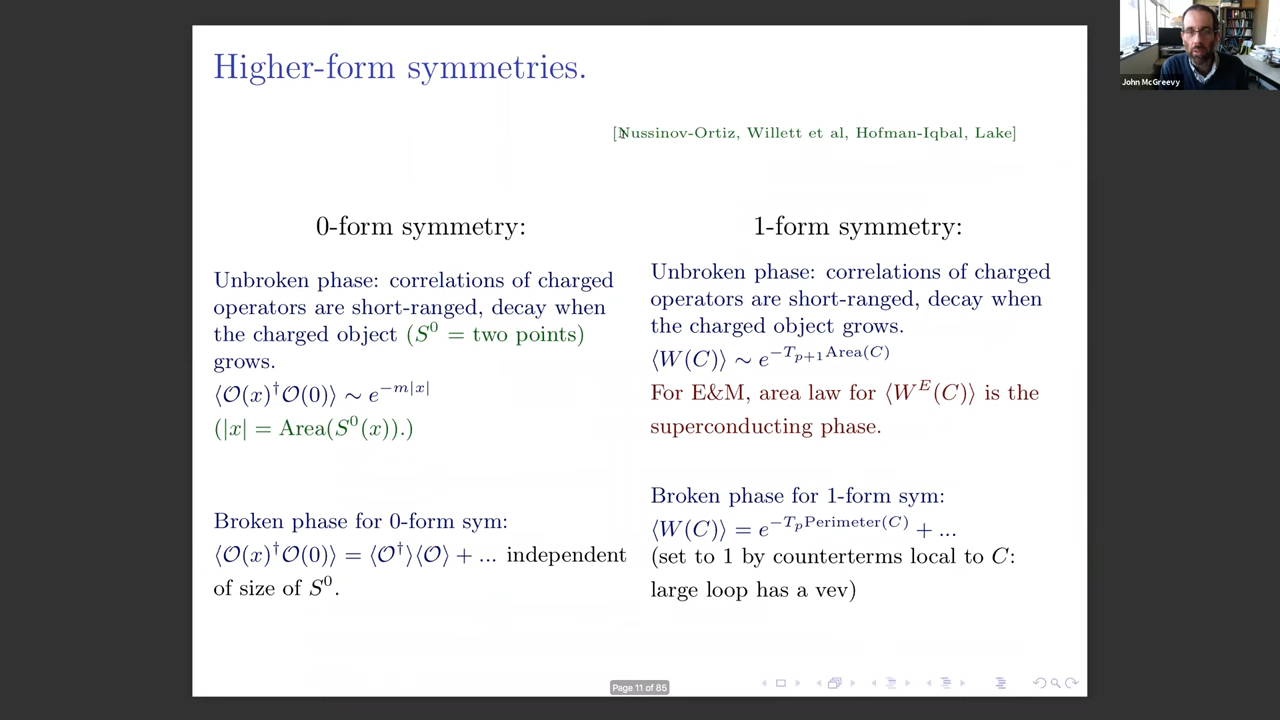 Higher-form symmetries.
[Nussinov-Ortiz, Willett et al, Hofman-Iqbal, Lake]
0-form symmetry:
Unbroken phase: correlations of charged
operators are short-ranged, decay when
the charged object (S⁰ = two points)
grows.
⟨𝒪(x)†𝒪(0)⟩ ∼ e^{−m|x|}
(|x| = Area(S⁰(x)).)
Broken phase for 0-form sym:
⟨𝒪(x)†𝒪(0)⟩ = ⟨𝒪†⟩⟨𝒪⟩ + ... independent
of size of S⁰.
1-form symmetry:
Unbroken phase: correlations of charged
operators are short-ranged, decay when
the charged object grows.
⟨W(C)⟩ ∼ e^{−T_{p+1}Area(C)}
For E&M, area law for ⟨W^E(C)⟩ is the
superconducting phase.
Broken phase for 1-form sym:
⟨W(C)⟩ = e^{−T_p Perimeter(C)} + ...
(set to 1 by counterterms local to C:
large loop has a vev)
Page 11 of 85
John McGreevy